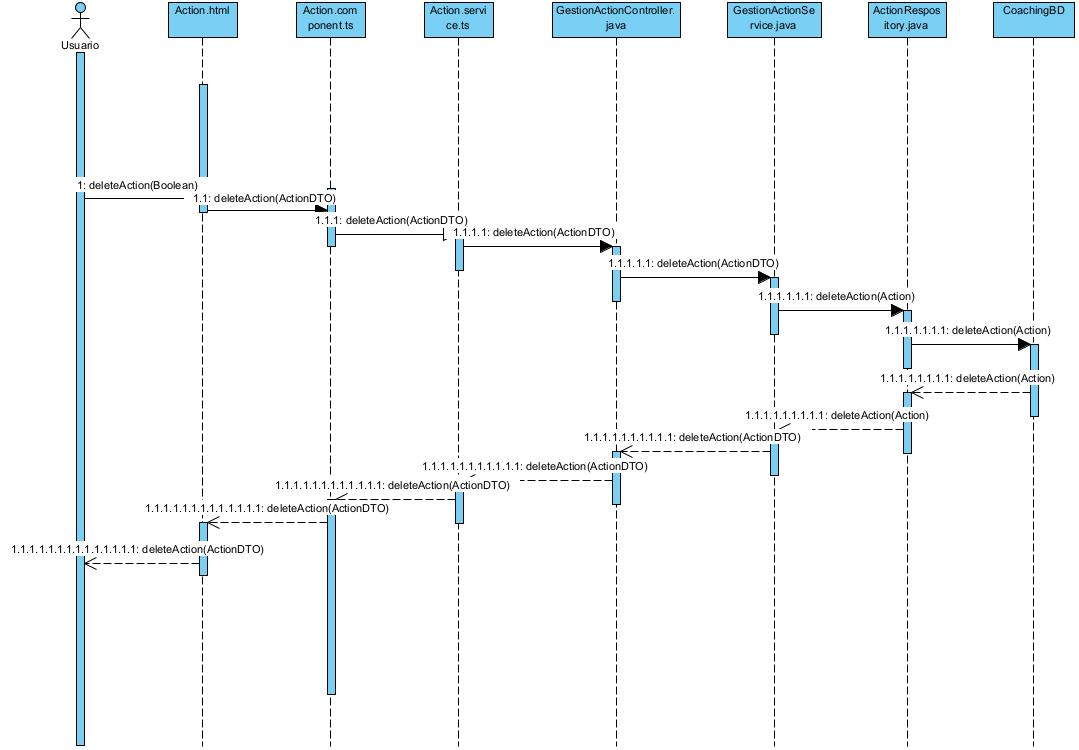 Usuario
Action.html
Action.com
ponent.ts
Action.servi
ce.ts
GestionActionController.
java
GestionActionSe
rvice.java
ActionRespos
itory.java
CoachingBD
1: deleteAction(Boolean)
1.1: deleteAction(ActionDTO)
1.1.1: deleteAction(ActionDTO)
1.1.1.1: deleteAction(ActionDTO)
1.1.1.1.1: deleteAction(ActionDTO)
1.1.1.1.1.1: deleteAction(Action)
1.1.1.1.1.1.1: deleteAction(Action)
1.1.1.1.1.1.1.1: deleteAction(Action)
1.1.1.1.1.1.1.1.1: deleteAction(Action)
1.1.1.1.1.1.1.1.1.1: deleteAction(ActionDTO)
1.1.1.1.1.1.1.1.1.1.1: deleteAction(ActionDTO)
1.1.1.1.1.1.1.1.1.1.1.1: deleteAction(ActionDTO)
1.1.1.1.1.1.1.1.1.1.1.1.1: deleteAction(ActionDTO)
1.1.1.1.1.1.1.1.1.1.1.1.1.1: deleteAction(ActionDTO)